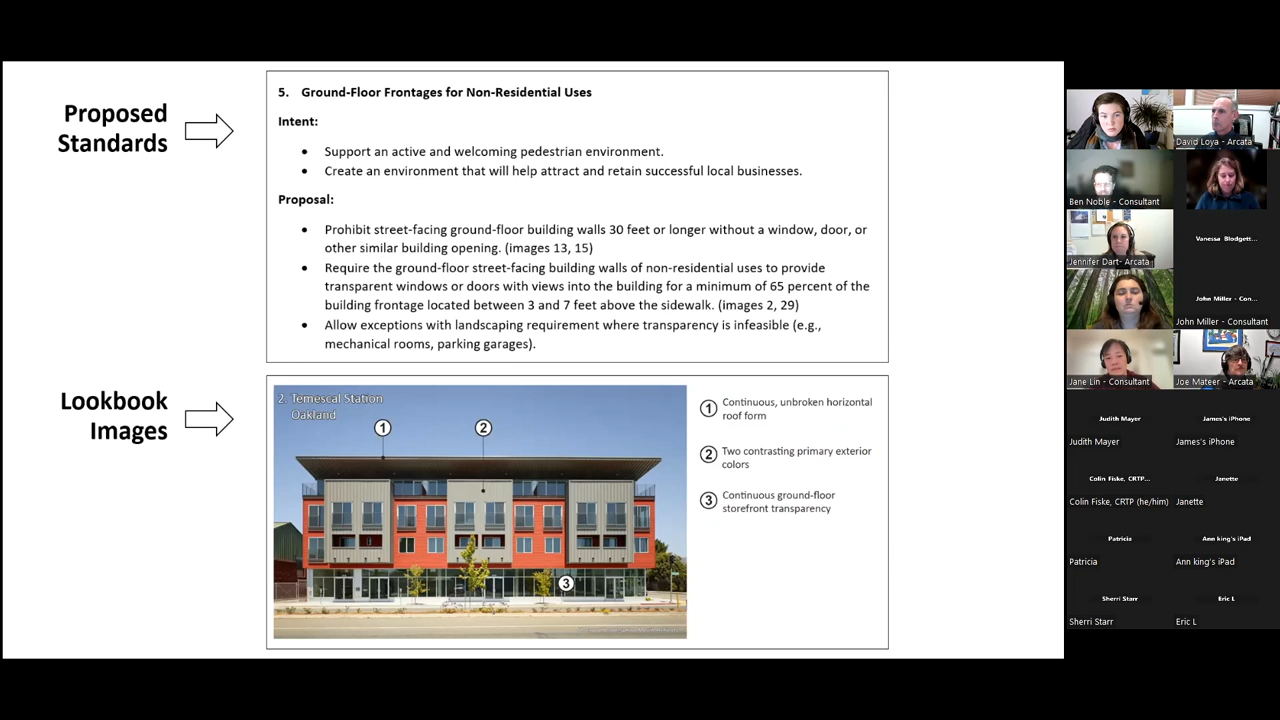 Proposed
Standards
5. Ground-Floor Frontages for Non-Residential Uses
Intent:
• Support an active and welcoming pedestrian environment.
• Create an environment that will help attract and retain successful local businesses.
Proposal:
• Prohibit street-facing ground-floor building walls 30 feet or longer without a window, door, or
other similar building opening. (images 13, 15)
• Require the ground-floor street-facing building walls of non-residential uses to provide
transparent windows or doors with views into the building for a minimum of 65 percent of the
building frontage located between 3 and 7 feet above the sidewalk. (images 2, 29)
• Allow exceptions with landscaping requirement where transparency is infeasible (e.g.,
mechanical rooms, parking garages).
Lookbook
Images
2. Temescal Station
Oakland
1
2
3
1 Continuous, unbroken horizontal
roof form
2 Two contrasting primary exterior
colors
3 Continuous ground-floor
storefront transparency
David Loya - Arcata
Ben Noble - Consultant
Jennifer Dart- Arcata
Vanessa Blodgett...
John Miller - Con...
John Miller - Consultant
Jane Lin - Consultant
Joe Mateer - Arcata
Judith Mayer
Judith Mayer
James's iPhone
James's iPhone
Colin Fiske, CRTP...
Colin Fiske, CRTP (he/him)
Janette
Janette
Patricia
Patricia
Ann king's iPad
Ann king's iPad
Sherri Starr
Sherri Starr
Eric L
Eric L